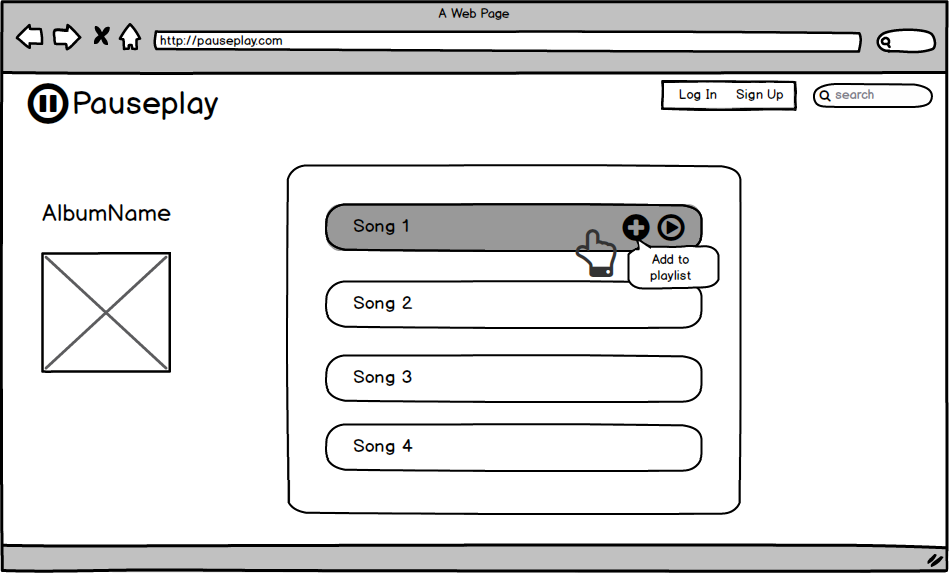 A Web Page
http://pauseplay.com
Pauseplay
Log In Sign Up
search
AlbumName
Song 1
Add to
playlist
Song 2
Song 3
Song 4